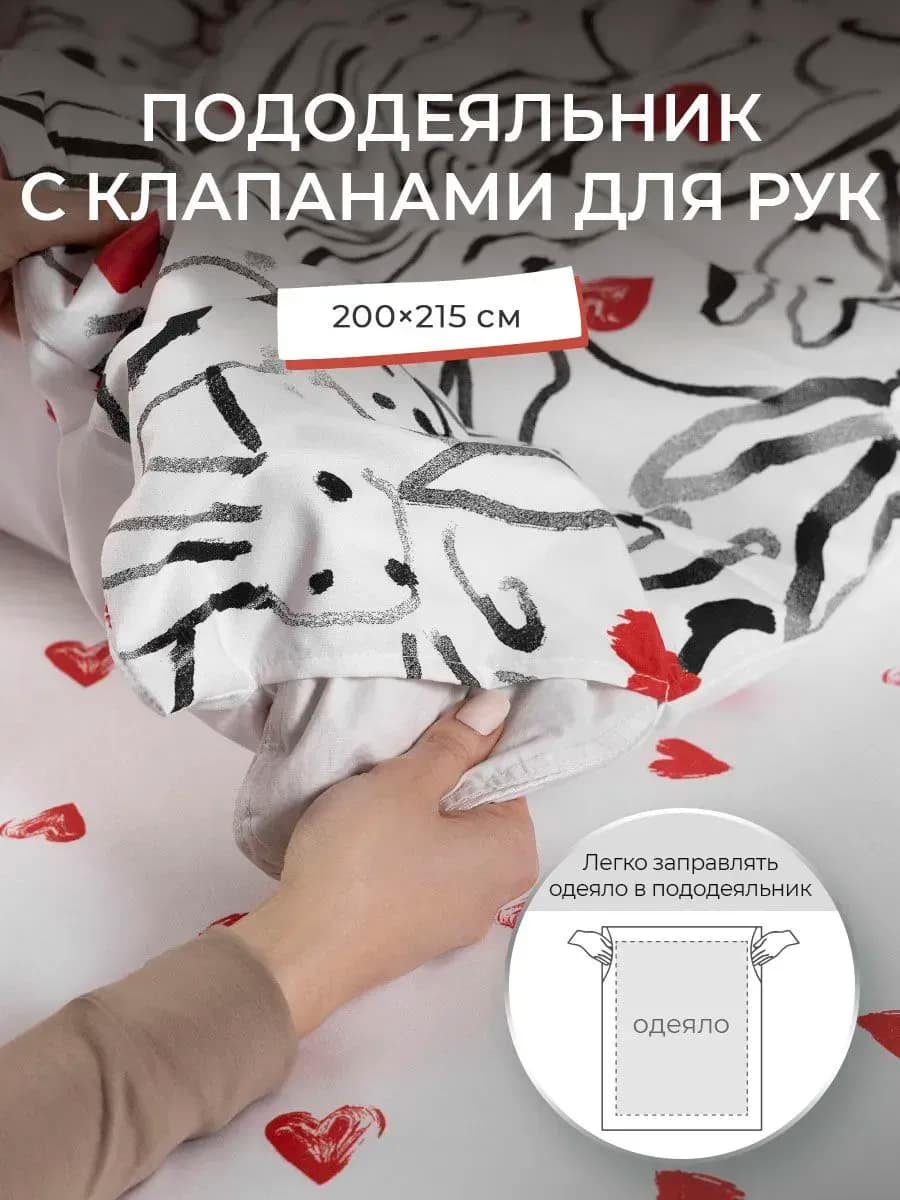 ПОДОДЕЯЛЬНИК
С КЛАПАНАМИ ДЛЯ РУК
200×215 см
Легко заправлять
одеяло в пододеяльник
одеяло